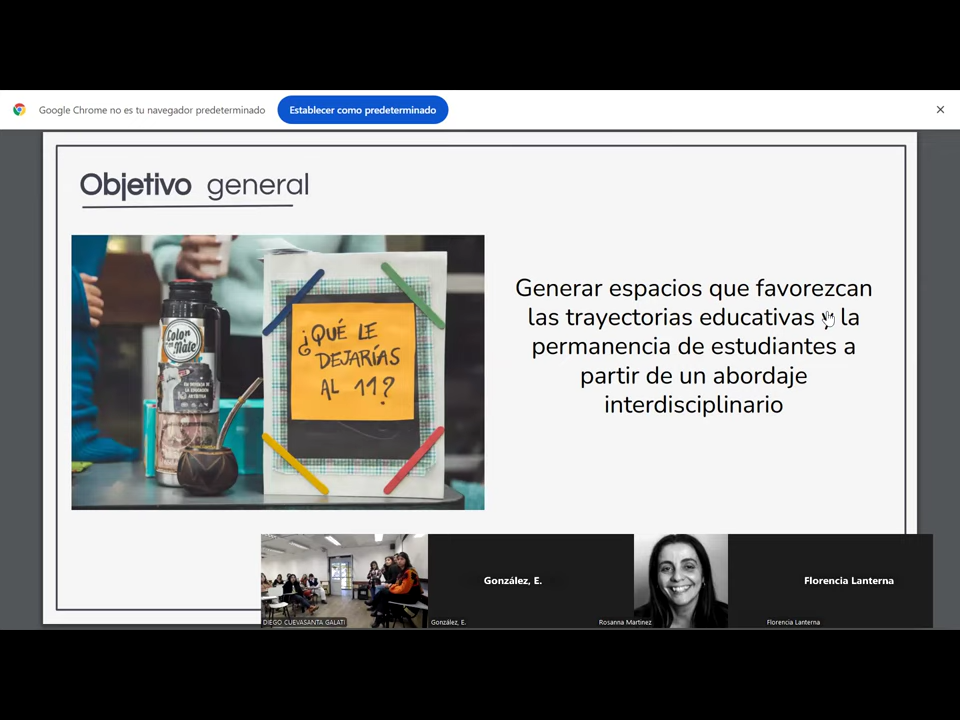 Google Chrome no es tu navegador predeterminado
Establecer como predeterminado
Objetivo general
Color en Mate
¿QUÉ LE
DEJARÍAS
AL 11?
Generar espacios que favorezcan
las trayectorias educativas y la
permanencia de estudiantes a
partir de un abordaje
interdisciplinario
González, E.
Florencia Lanterna
DIEGO CUEVASANTA GALATI
González, E.
Rosanna Martinez
Florencia Lanterna